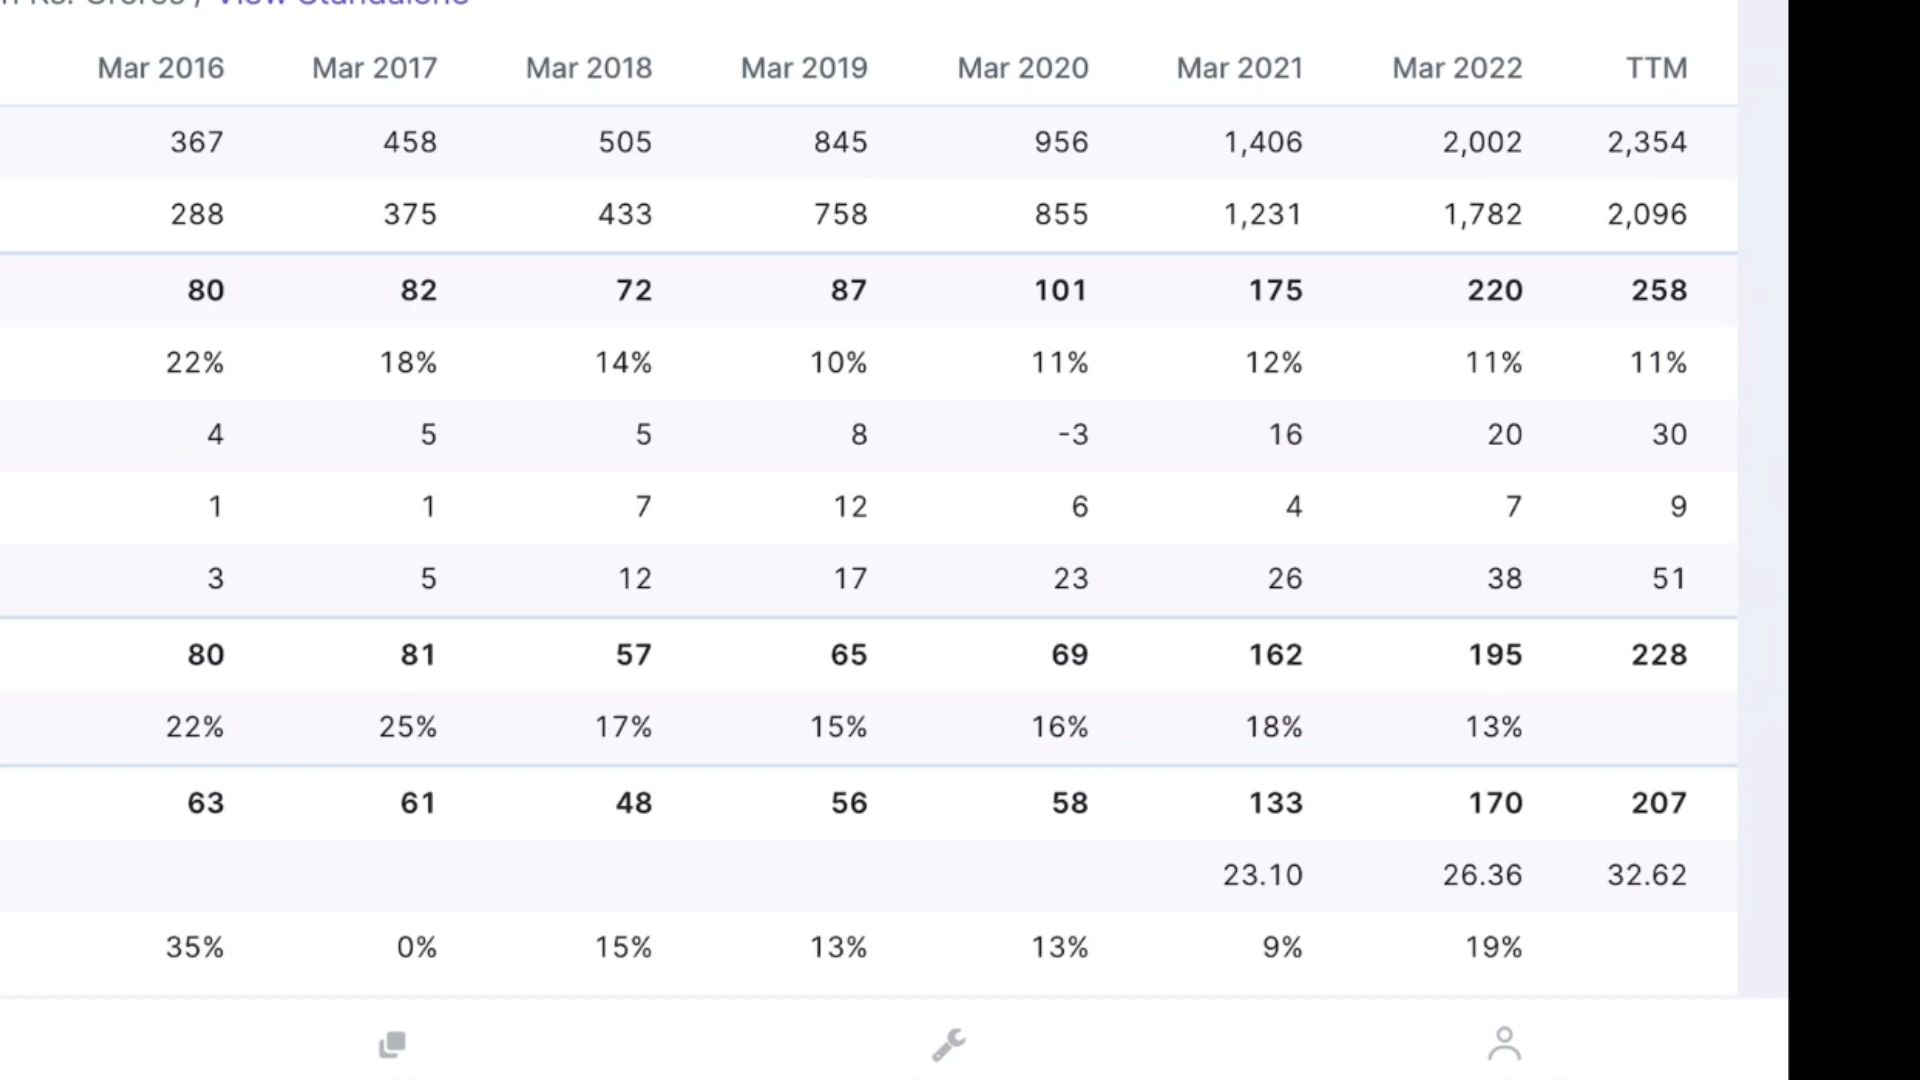 Rs. Crores / View Standalone
Mar 2016 Mar 2017 Mar 2018 Mar 2019 Mar 2020 Mar 2021 Mar 2022 TTM
367 458 505 845 956 1,406 2,002 2,354
288 375 433 758 855 1,231 1,782 2,096
80 82 72 87 101 175 220 258
22% 18% 14% 10% 11% 12% 11% 11%
4 5 5 8 -3 16 20 30
1 1 7 12 6 4 7 9
3 5 12 17 23 26 38 51
80 81 57 65 69 162 195 228
22% 25% 17% 15% 16% 18% 13%
63 61 48 56 58 133 170 207
23.10 26.36 32.62
35% 0% 15% 13% 13% 9% 19%